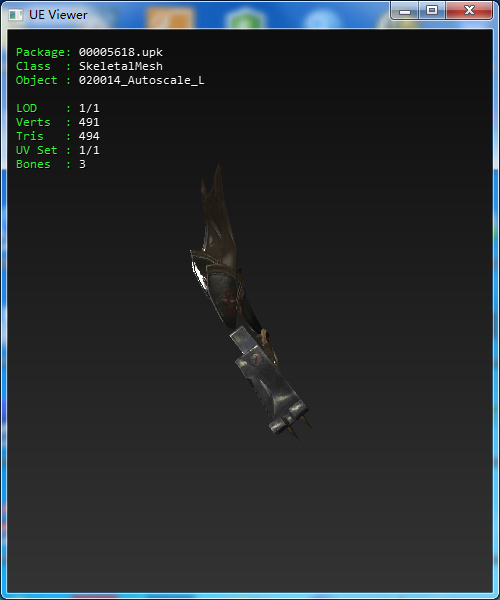 UE Viewer
Package: 00005618.upk
Class : SkeletalMesh
Object : 020014_Autoscale_L
LOD : 1/1
Verts : 491
Tris : 494
UV Set : 1/1
Bones : 3